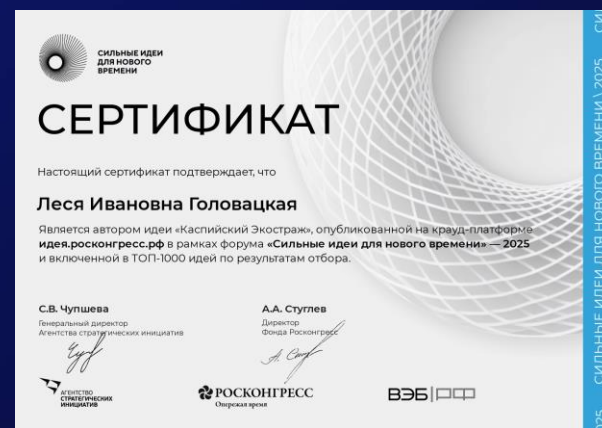 СИЛЬНЫЕ ИДЕИ
ДЛЯ НОВОГО
ВРЕМЕНИ
СЕРТИФИКАТ
Настоящий сертификат подтверждает, что
Леся Ивановна Головацкая
Является автором идеи «Каспийский Экостраж», опубликованной на крауд-платформе
идея.росконгресс.рф в рамках форума «Сильные идеи для нового времени» — 2025
и включенной в ТОП-1000 идей по результатам отбора.
С.В. Чупшева
Генеральный директор
Агентства стратегических инициатив
А.А. Стуглев
Директор
Фонда Росконгресс
АГЕНТСТВО
СТРАТЕГИЧЕСКИХ
ИНИЦИАТИВ
РОСКОНГРЕСС
Опережая время
ВЭБ|РФ
025 СИЛЬНЫЕ ИДЕИ ДЛЯ НОВОГО ВРЕМЕНИ \ 2025 СИЛ